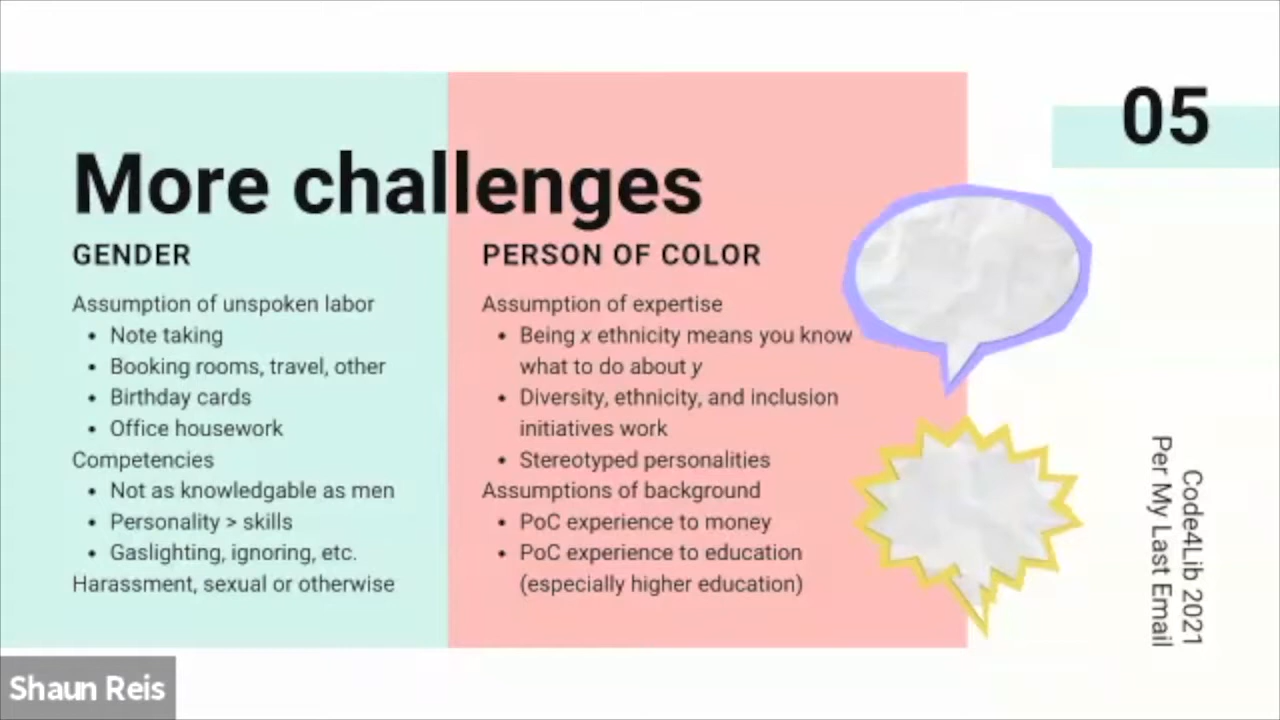 05
More challenges
GENDER
Assumption of unspoken labor
• Note taking
• Booking rooms, travel, other
• Birthday cards
• Office housework
Competencies
• Not as knowledgable as men
• Personality > skills
• Gaslighting, ignoring, etc.
Harassment, sexual or otherwise
PERSON OF COLOR
Assumption of expertise
• Being x ethnicity means you know
what to do about y
• Diversity, ethnicity, and inclusion
initiatives work
• Stereotyped personalities
Assumptions of background
• PoC experience to money
• PoC experience to education
(especially higher education)
Code4Lib 2021
Per My Last Email
Shaun Reis